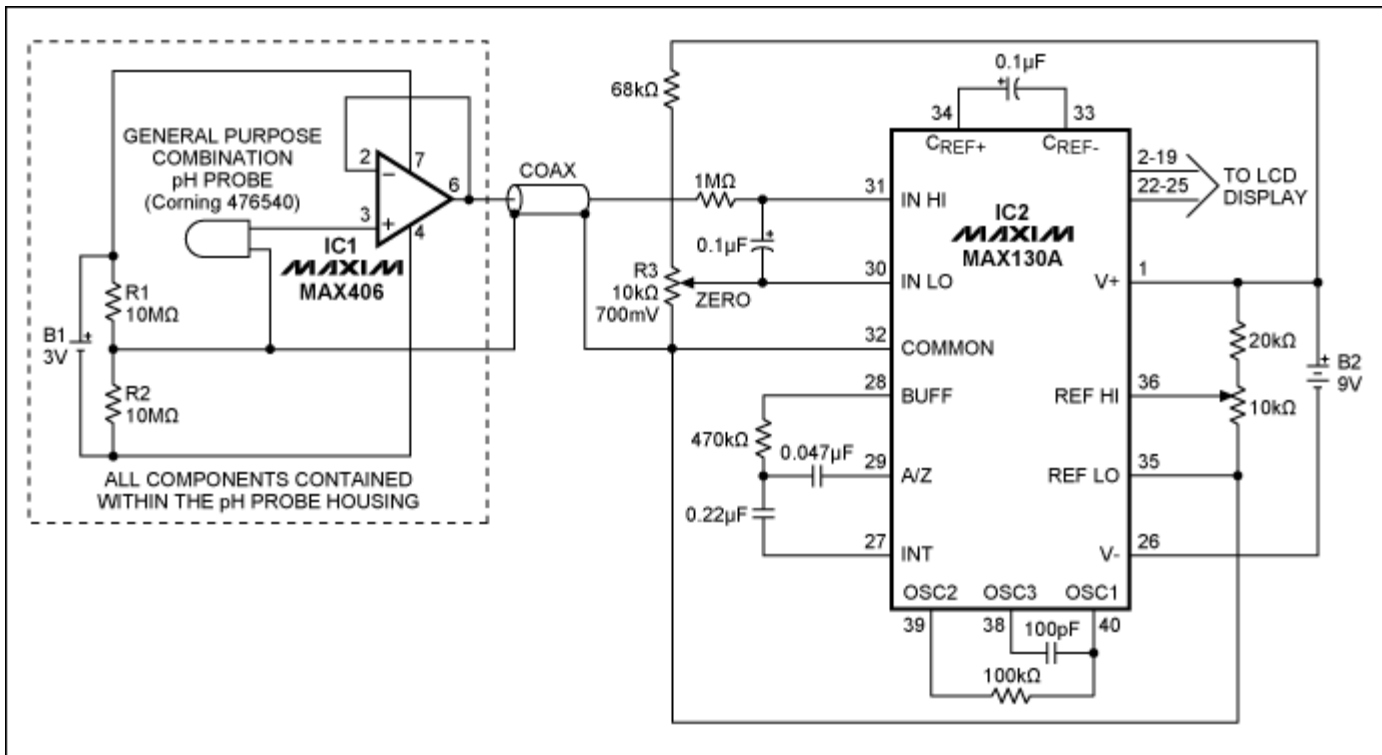 GENERAL PURPOSE
COMBINATION
pH PROBE
(Corning 476540)
2
3
7
6
4
−
+
IC1
MAXIM
MAX406
B1
3V
+
R1
10MΩ
R2
10MΩ
ALL COMPONENTS CONTAINED
WITHIN THE pH PROBE HOUSING
COAX
68kΩ
1MΩ
0.1µF
+
R3
10kΩ
700mV
ZERO
0.1µF
+
34
33
CREF+
CREF-
31
IN HI
30
IN LO
32
COMMON
28
BUFF
470kΩ
0.047µF
29
A/Z
0.22µF
27
INT
IC2
MAXIM
MAX130A
2-19
22-25
TO LCD
DISPLAY
1
V+
20kΩ
36
REF HI
10kΩ
35
REF LO
26
V-
+
B2
9V
OSC2
OSC3
OSC1
39
38
40
100pF
100kΩ